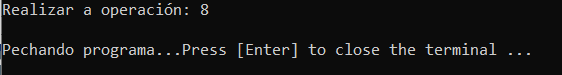 Realizar a operación: 8
Pechando programa...Press [Enter] to close the terminal ...